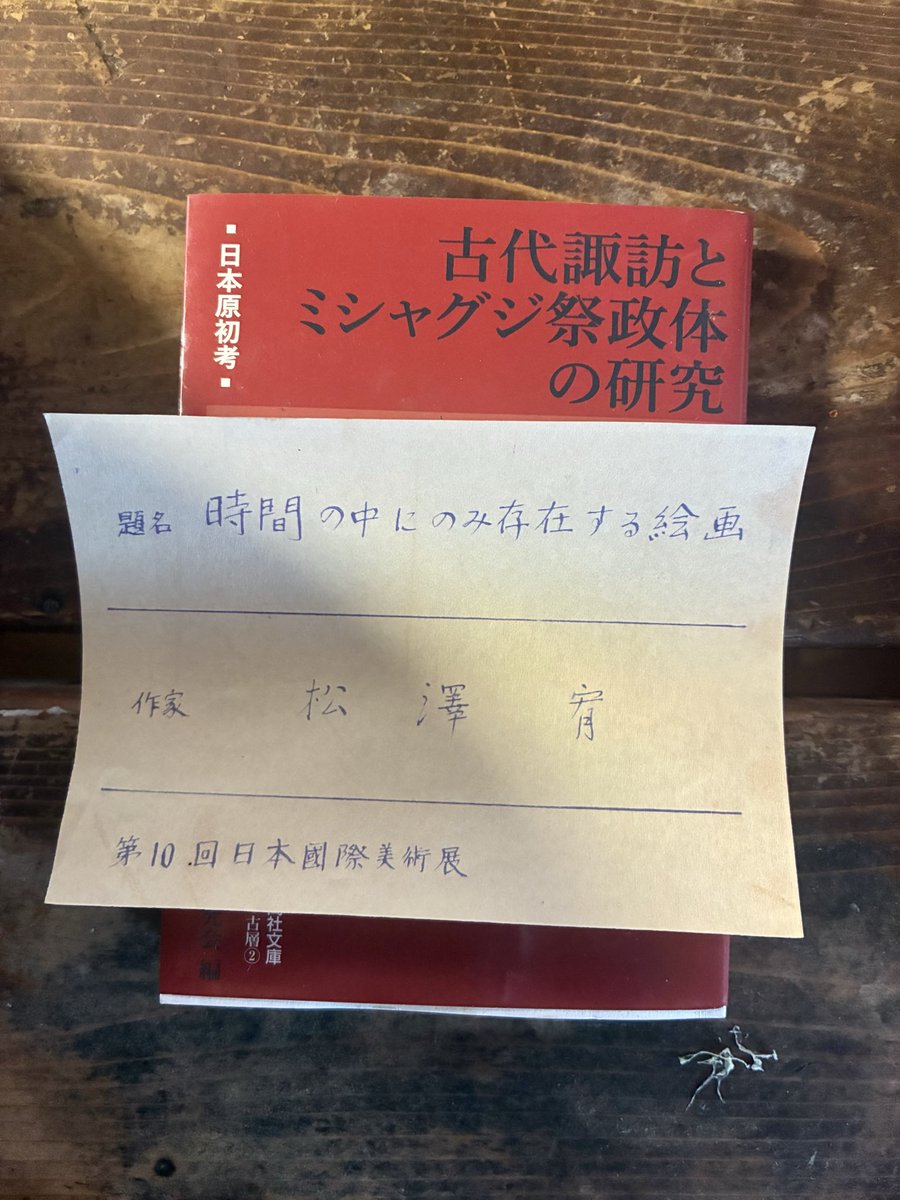 古代諏訪と
ミシャグジ祭政体
の研究
■日本原初考■
題名 時間の中にのみ存在する絵画
作家 松澤宥
第10.回日本國際美術展
社文庫
古層②
編